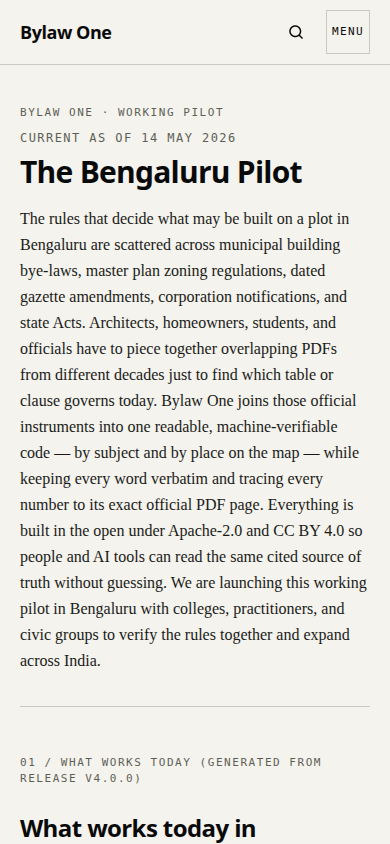 Bylaw One
MENU
BYLAW ONE · WORKING PILOT
CURRENT AS OF 14 MAY 2026
The Bengaluru Pilot
The rules that decide what may be built on a plot in
Bengaluru are scattered across municipal building
bye-laws, master plan zoning regulations, dated
gazette amendments, corporation notifications, and
state Acts. Architects, homeowners, students, and
officials have to piece together overlapping PDFs
from different decades just to find which table or
clause governs today. Bylaw One joins those official
instruments into one readable, machine-verifiable
code — by subject and by place on the map — while
keeping every word verbatim and tracing every
number to its exact official PDF page. Everything is
built in the open under Apache-2.0 and CC BY 4.0 so
people and AI tools can read the same cited source of
truth without guessing. We are launching this working
pilot in Bengaluru with colleges, practitioners, and
civic groups to verify the rules together and expand
across India.
01 / WHAT WORKS TODAY (GENERATED FROM
RELEASE V4.0.0)
What works today in